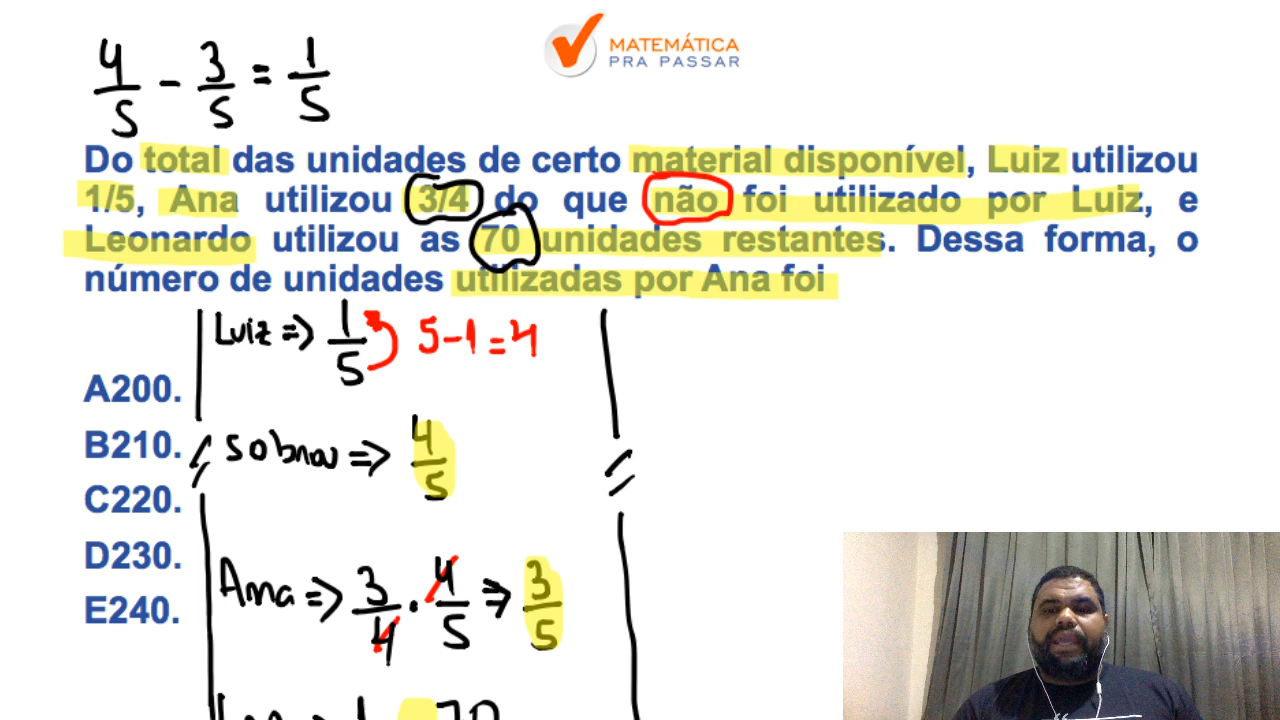 4/5 - 3/5 = 1/5
MATEMÁTICA
PRA PASSAR
Do total das unidades de certo material disponível, Luiz utilizou
1/5, Ana utilizou 3/4 do que não foi utilizado por Luiz, e
Leonardo utilizou as 70 unidades restantes. Dessa forma, o
número de unidades utilizadas por Ana foi
Luiz => 1/5 5-1=4
A200.
B210.
sobrou => 4/5
C220.
D230.
Ana => 3/4 . 4/5 => 3/5
E240.
70